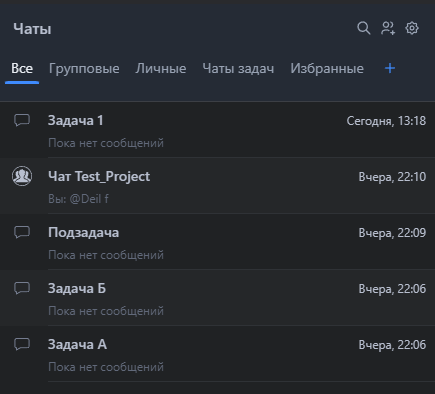 Чаты
Все Групповые Личные Чаты задач Избранные +
Задача 1 Сегодня, 13:18
Пока нет сообщений
Чат Test_Project Вчера, 22:10
Вы: @Deil f
Подзадача Вчера, 22:09
Пока нет сообщений
Задача Б Вчера, 22:06
Пока нет сообщений
Задача А Вчера, 22:06
Пока нет сообщений